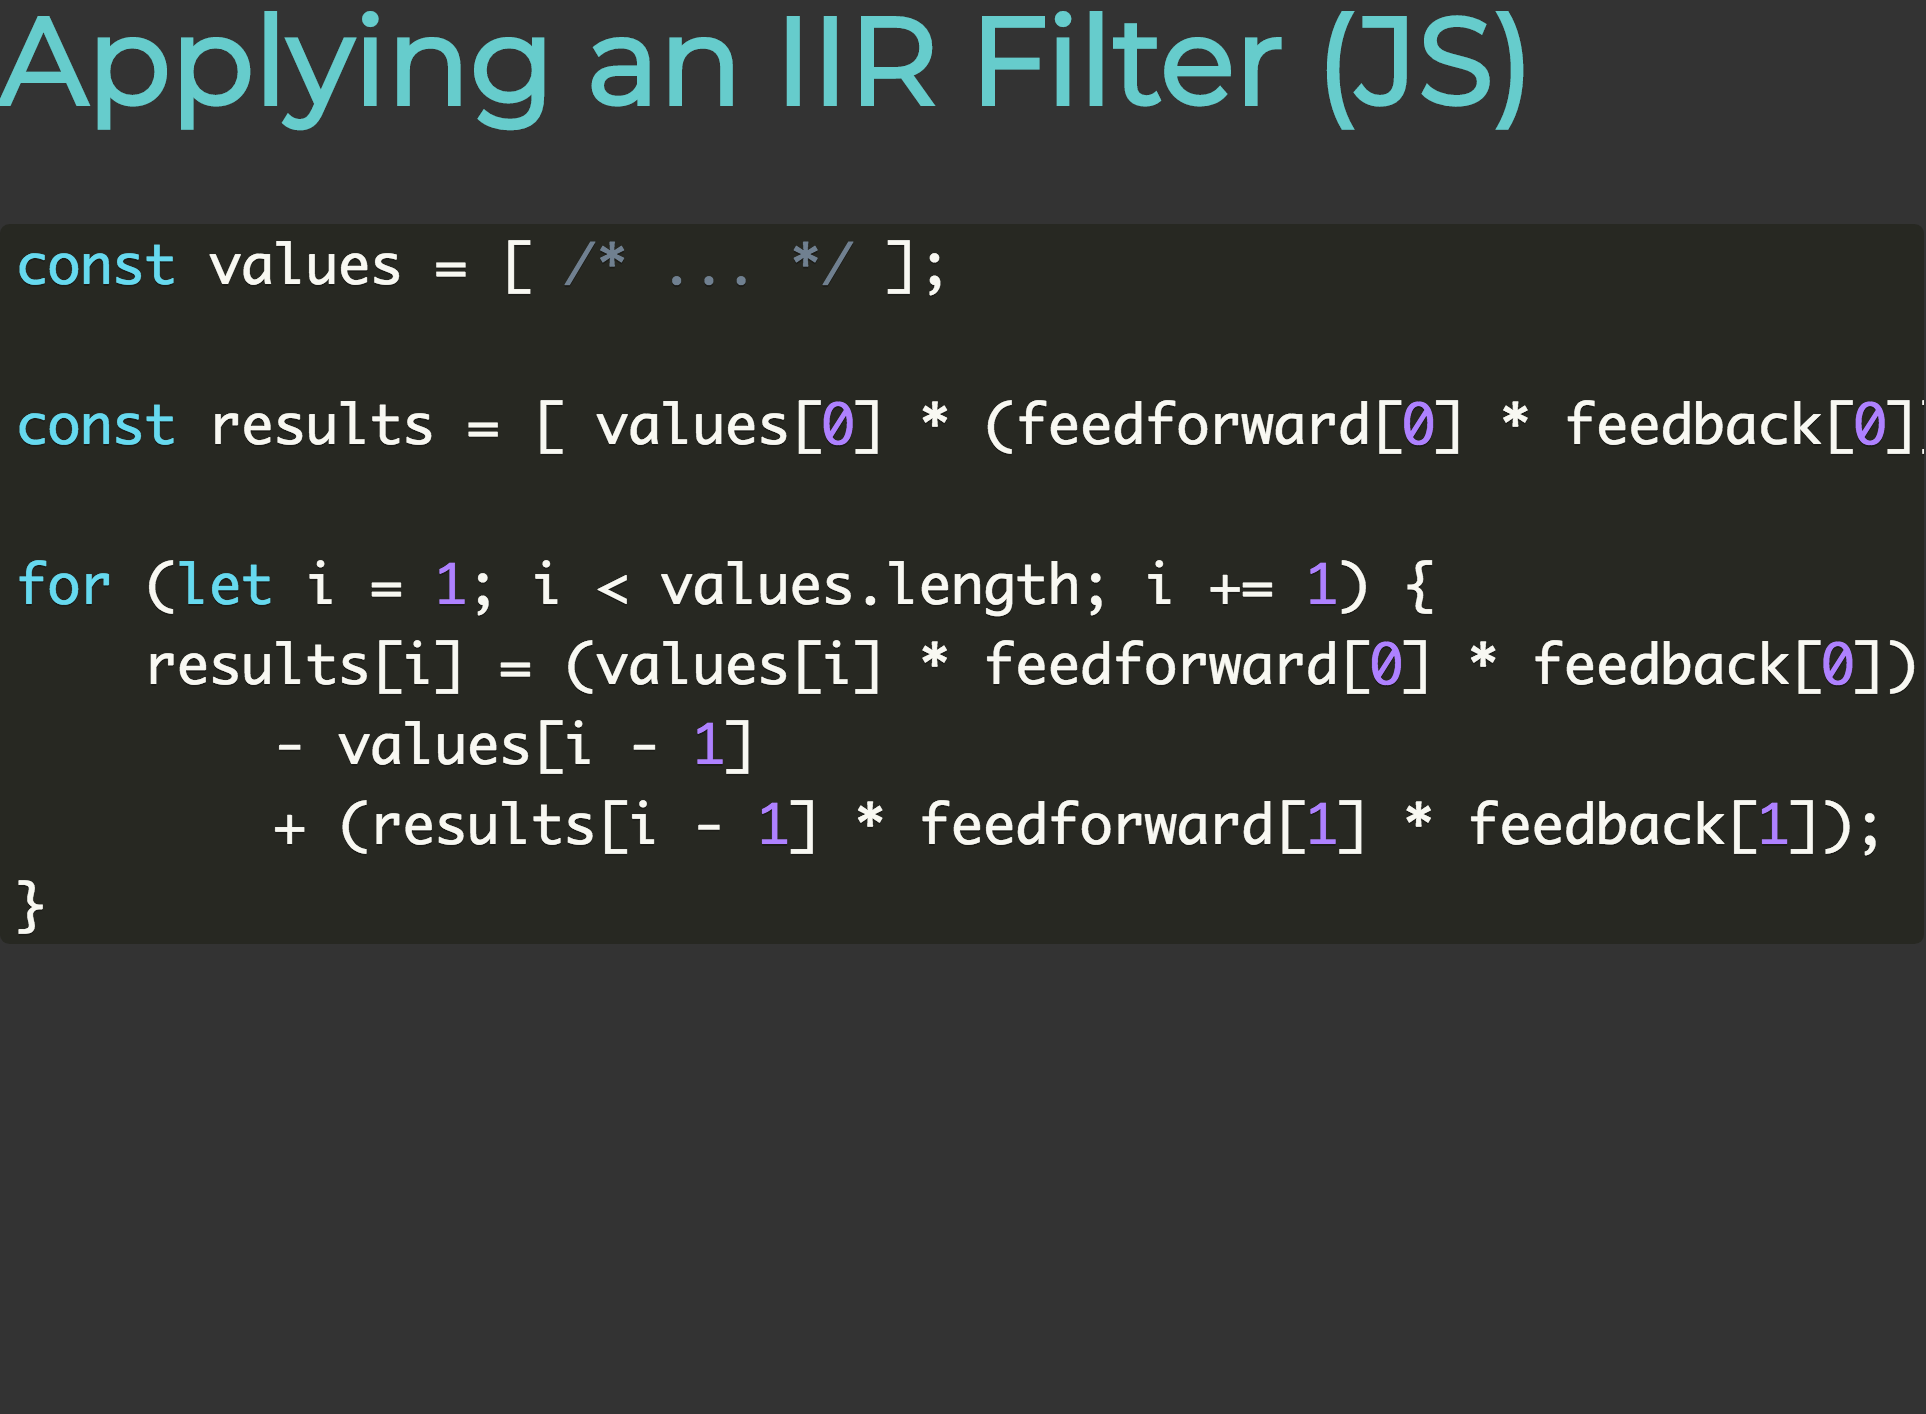 Applying an IIR Filter (JS)
const values = [ /* ... */ ];
const results = [ values[0] * (feedforward[0] * feedback[0]
for (let i = 1; i < values.length; i += 1) {
    results[i] = (values[i] * feedforward[0] * feedback[0])
        - values[i - 1]
        + (results[i - 1] * feedforward[1] * feedback[1]);
}